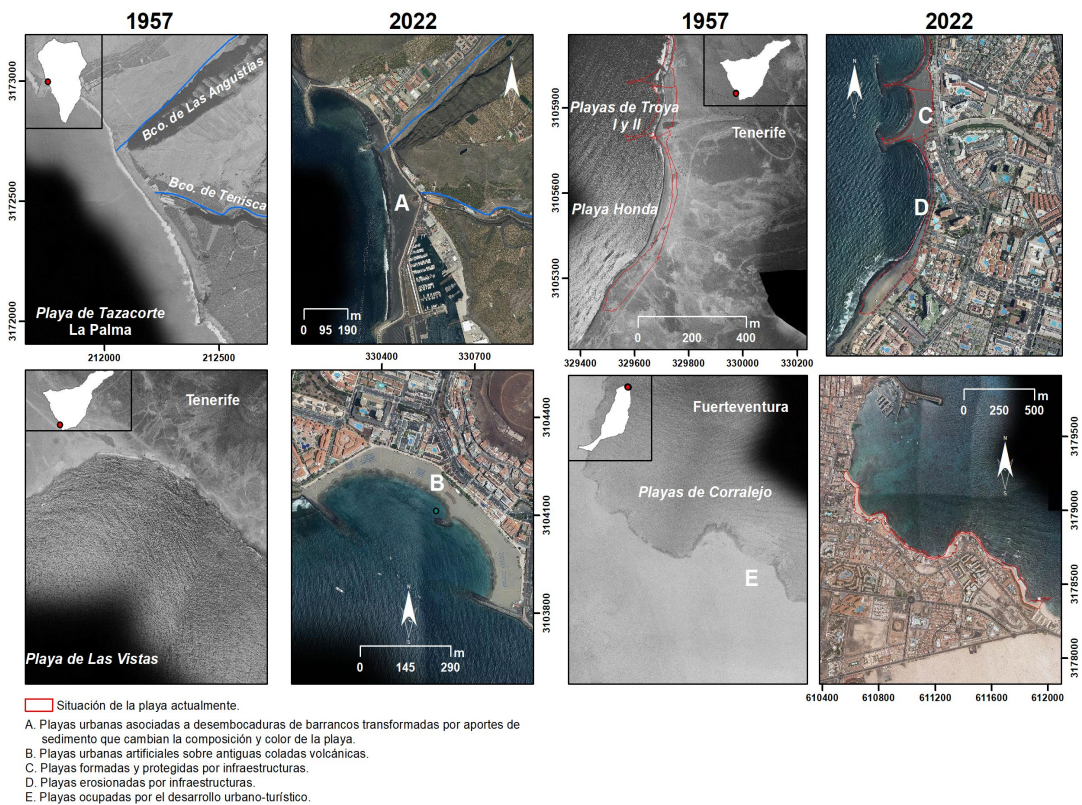 1957
2022
1957
2022
3173000
3172500
3172000
Bco. de Las Angustias
Bco. de Tenisca
Playa de Tazacorte
La Palma
212000
212500
N
A
S
0 95 190 m
330400
330700
3105900
3105600
3105300
Playas de Troya
I y II
Tenerife
Playa Honda
0 200 400 m
329400
329600
329800
330000
330200
N
S
C
D
Tenerife
Playa de Las Vistas
B
N
S
0 145 290 m
3104400
3104100
3103800
Fuerteventura
Playas de Corralejo
E
0 250 500 m
N
S
3179500
3179000
3178500
3178000
610400
610800
611200
611600
612000
Situación de la playa actualmente.
A. Playas urbanas asociadas a desembocaduras de barrancos transformadas por aportes de
sedimento que cambian la composición y color de la playa.
B. Playas urbanas artificiales sobre antiguas coladas volcánicas.
C. Playas formadas y protegidas por infraestructuras.
D. Playas erosionadas por infraestructuras.
E. Playas ocupadas por el desarrollo urbano-turístico.